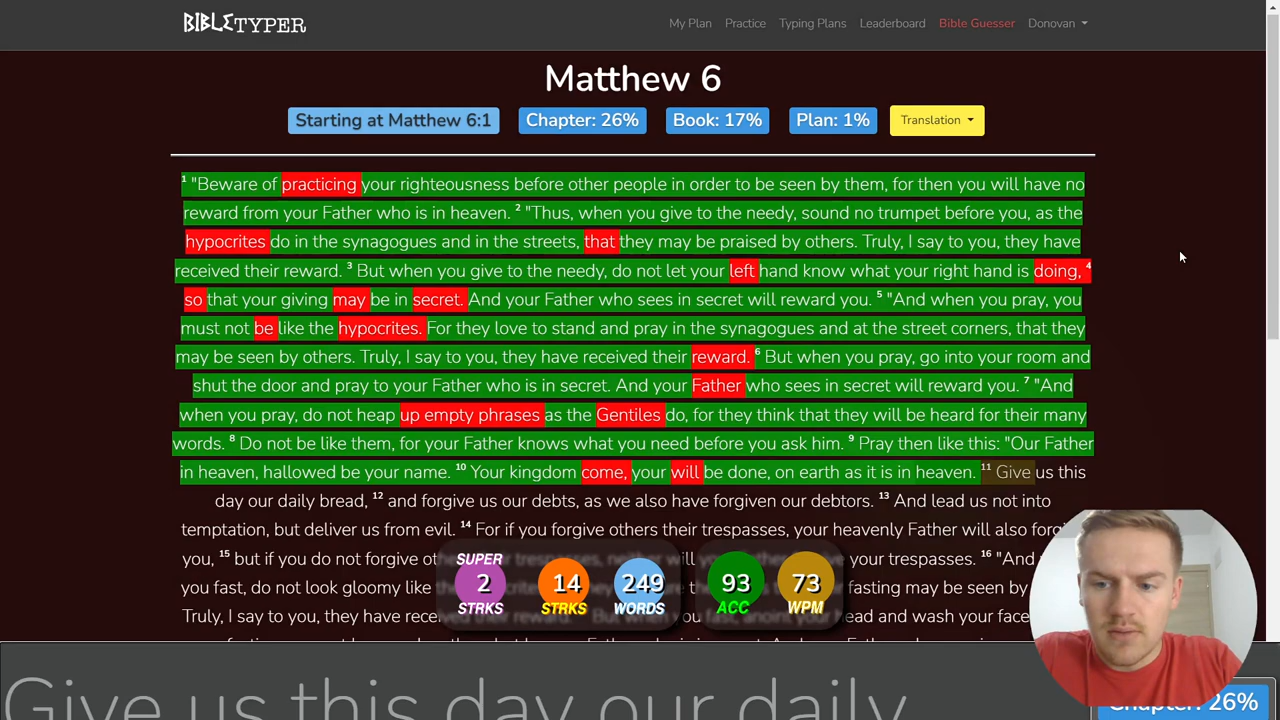 BIBLETYPER
My Plan Practice Typing Plans Leaderboard Bible Guesser Donovan
Matthew 6
Starting at Matthew 6:1 Chapter: 26% Book: 17% Plan: 1% Translation
1 "Beware of practicing your righteousness before other people in order to be seen by them, for then you will have no
reward from your Father who is in heaven. 2 "Thus, when you give to the needy, sound no trumpet before you, as the
hypocrites do in the synagogues and in the streets, that they may be praised by others. Truly, I say to you, they have
received their reward. 3 But when you give to the needy, do not let your left hand know what your right hand is doing, 4
so that your giving may be in secret. And your Father who sees in secret will reward you. 5 "And when you pray, you
must not be like the hypocrites. For they love to stand and pray in the synagogues and at the street corners, that they
may be seen by others. Truly, I say to you, they have received their reward. 6 But when you pray, go into your room and
shut the door and pray to your Father who is in secret. And your Father who sees in secret will reward you. 7 "And
when you pray, do not heap up empty phrases as the Gentiles do, for they think that they will be heard for their many
words. 8 Do not be like them, for your Father knows what you need before you ask him. 9 Pray then like this: "Our Father
in heaven, hallowed be your name. 10 Your kingdom come, your will be done, on earth as it is in heaven. 11 Give us this
day our daily bread, 12 and forgive us our debts, as we also have forgiven our debtors. 13 And lead us not into
temptation, but deliver us from evil. 14 For if you forgive others their trespasses, your heavenly Father will also
you, 15 but if you do not forgive your trespasses. 16 "And
you fast, do not look gloomy like fasting may be seen by
Truly, I say to you, they have head and wash your face
SUPER
2 14 249 93 73
STRKS STRKS WORDS ACC WPM
Give us this day our daily
Chapter: 26%